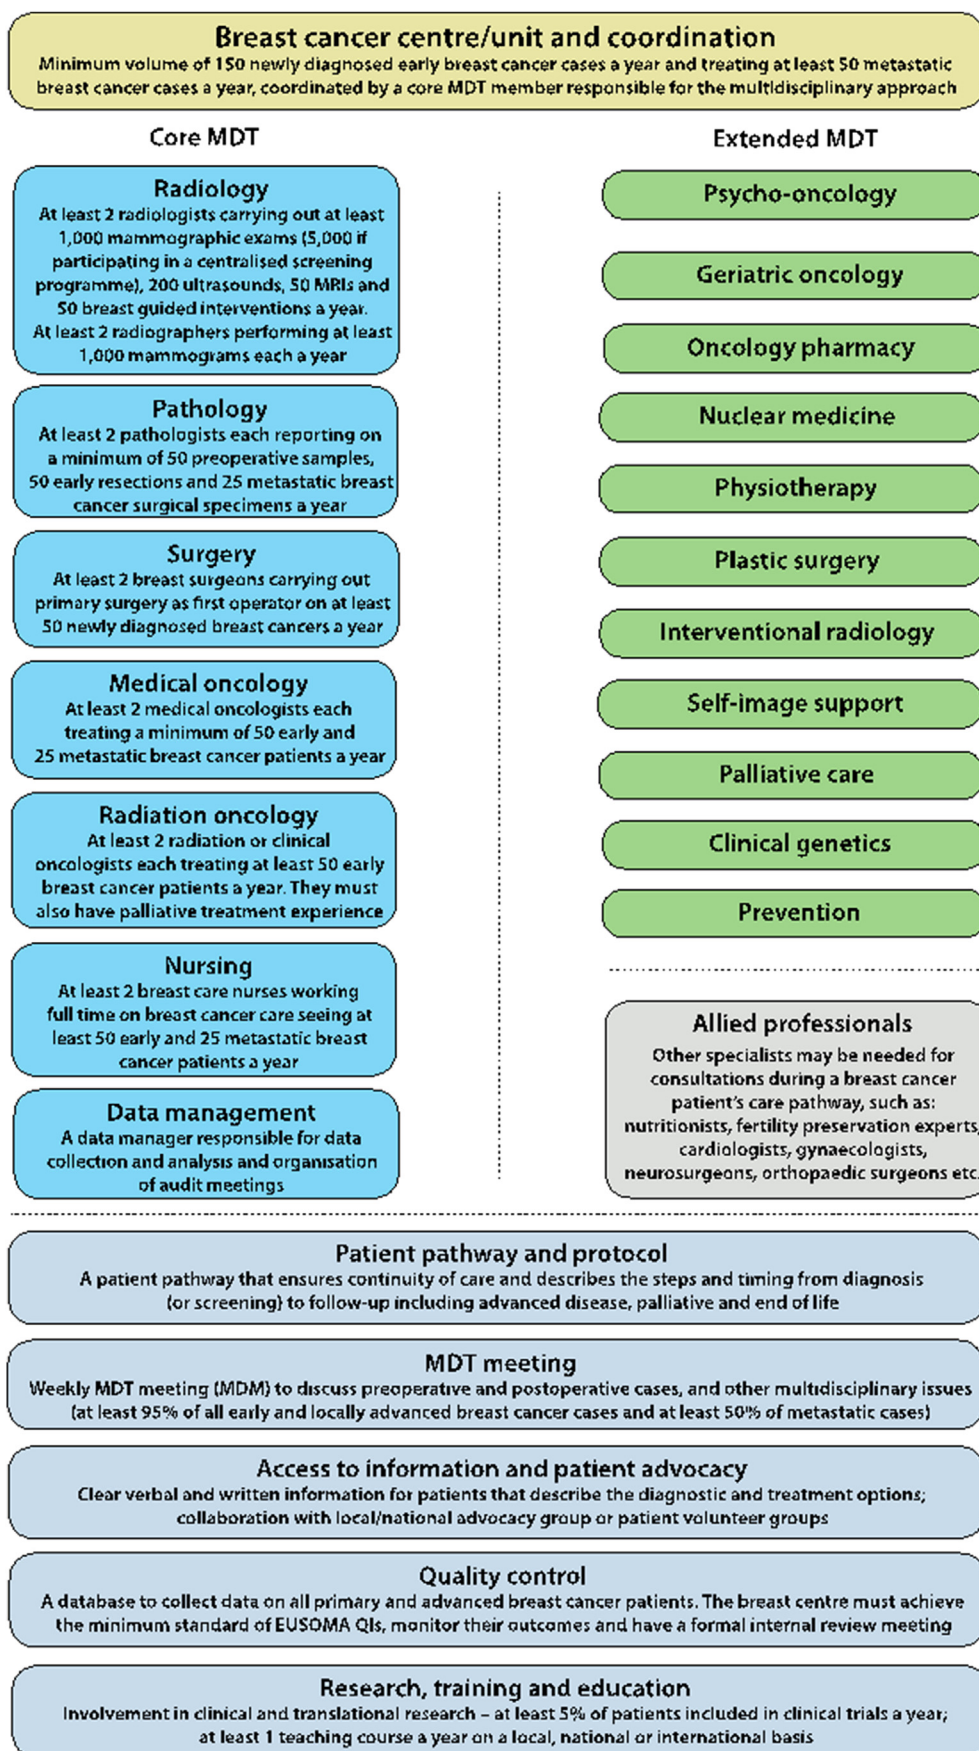 Breast cancer centre/unit and coordination
Minimum volume of 150 newly diagnosed early breast cancer cases a year and treating at least 50 metastatic
breast cancer cases a year, coordinated by a core MDT member responsible for the multidisciplinary approach
Core MDT
Radiology
At least 2 radiologists carrying out at least
1,000 mammographic exams (5,000 if
participating in a centralised screening
programme), 200 ultrasounds, 50 MRIs and
50 breast guided interventions a year.
At least 2 radiographers performing at least
1,000 mammograms each a year
Pathology
At least 2 pathologists each reporting on
a minimum of 50 preoperative samples,
50 early resections and 25 metastatic breast
cancer surgical specimens a year
Surgery
At least 2 breast surgeons carrying out
primary surgery as first operator on at least
50 newly diagnosed breast cancers a year
Medical oncology
At least 2 medical oncologists each
treating a minimum of 50 early and
25 metastatic breast cancer patients a year
Radiation oncology
At least 2 radiation or clinical
oncologists each treating at least 50 early
breast cancer patients a year. They must
also have palliative treatment experience
Nursing
At least 2 breast care nurses working
full time on breast cancer care seeing at
least 50 early and 25 metastatic breast
cancer patients a year
Data management
A data manager responsible for data
collection and analysis and organisation
of audit meetings
Extended MDT
Psycho-oncology
Geriatric oncology
Oncology pharmacy
Nuclear medicine
Physiotherapy
Plastic surgery
Interventional radiology
Self-image support
Palliative care
Clinical genetics
Prevention
Allied professionals
Other specialists may be needed for
consultations during a breast cancer
patient's care pathway, such as:
nutritionists, fertility preservation experts,
cardiologists, gynaecologists,
neurosurgeons, orthopaedic surgeons etc.
Patient pathway and protocol
A patient pathway that ensures continuity of care and describes the steps and timing from diagnosis
(or screening) to follow-up including advanced disease, palliative and end of life
MDT meeting
Weekly MDT meeting (MDM) to discuss preoperative and postoperative cases, and other multidisciplinary issues
(at least 95% of all early and locally advanced breast cancer cases and at least 50% of metastatic cases)
Access to information and patient advocacy
Clear verbal and written information for patients that describe the diagnostic and treatment options;
collaboration with local/national advocacy group or patient volunteer groups
Quality control
A database to collect data on all primary and advanced breast cancer patients. The breast centre must achieve
the minimum standard of EUSOMA QIs, monitor their outcomes and have a formal internal review meeting
Research, training and education
Involvement in clinical and translational research – at least 5% of patients included in clinical trials a year;
at least 1 teaching course a year on a local, national or international basis